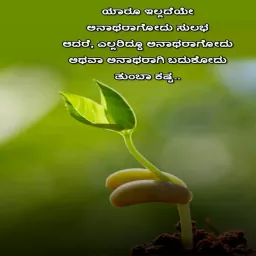 ಯಾರೂ ಇಲ್ಲದೆಯೇ
ಅನಾಥರಾಗೋದು ಸುಲಭ
ಆದರೆ, ಎಲ್ಲರಿದ್ದೂ ಅನಾಥರಾಗೋದು
ಅಥವಾ ಅನಾಥರಾಗಿ ಬದುಕೋದು
ತುಂಬಾ ಕಷ್ಟ..